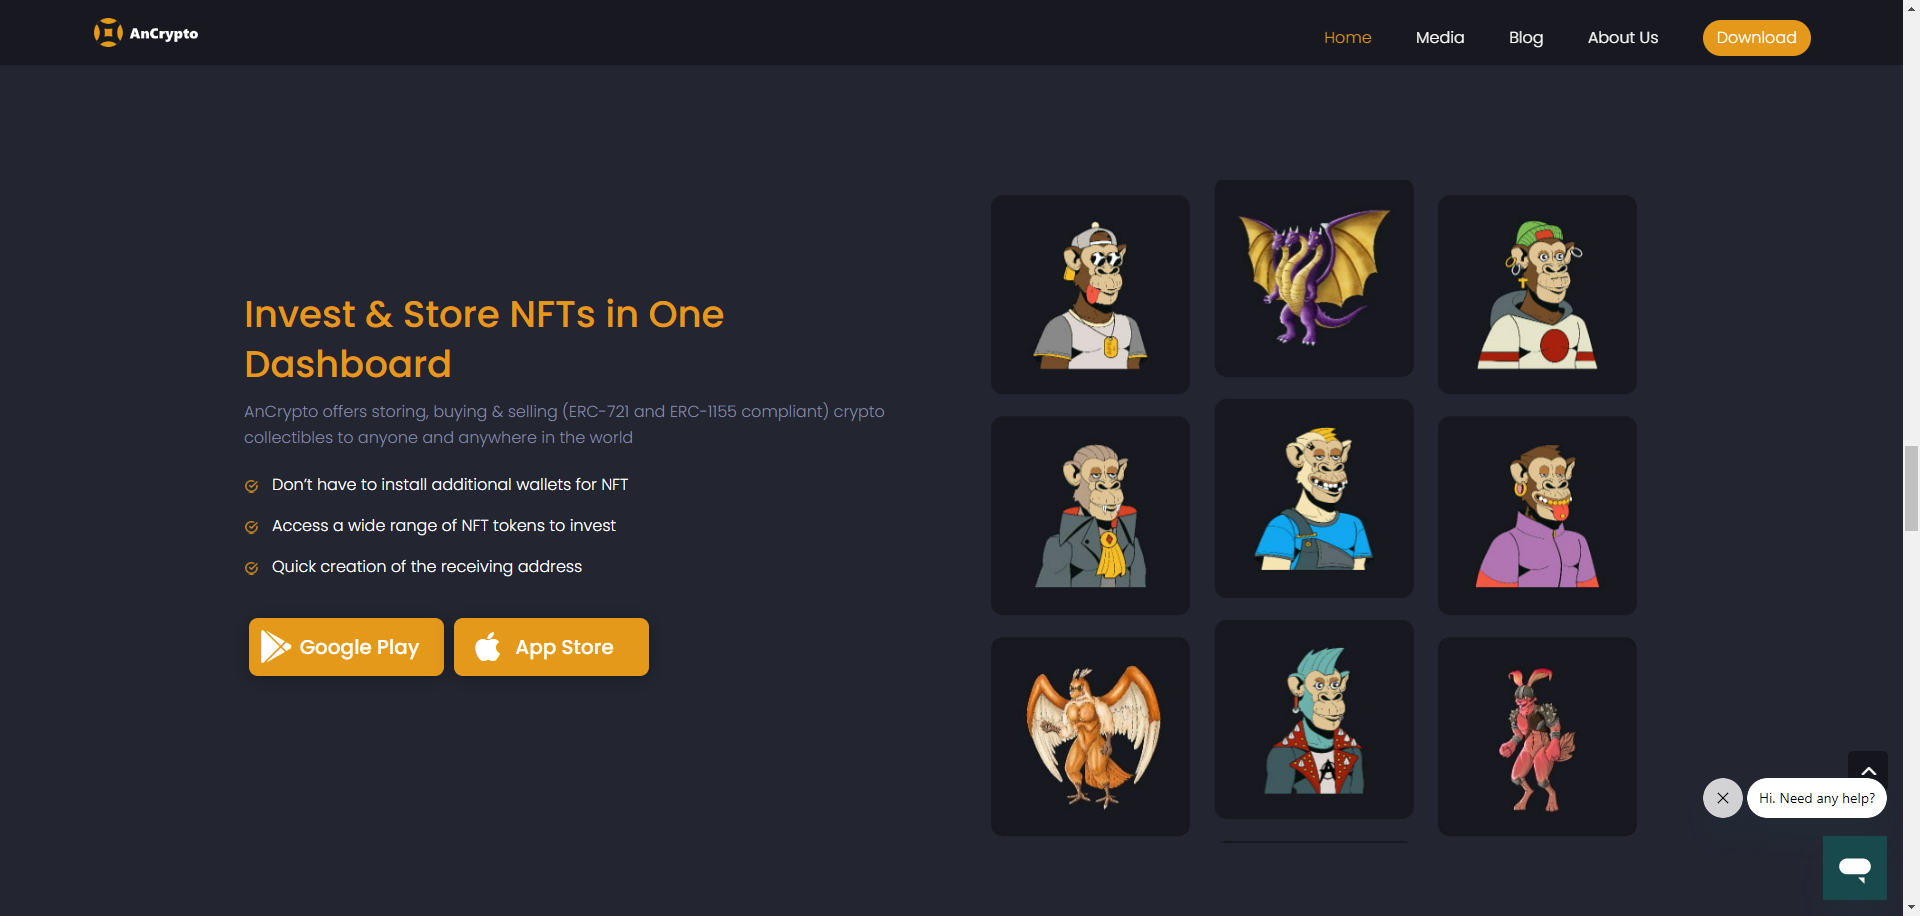 AnCrypto
Home
Media
Blog
About Us
Download
Invest & Store NFTs in One
Dashboard
AnCrypto offers storing, buying & selling (ERC-721 and ERC-1155 compliant) crypto
collectibles to anyone and anywhere in the world
Don't have to install additional wallets for NFT
Access a wide range of NFT tokens to invest
Quick creation of the receiving address
Google Play
App Store
Hi. Need any help?